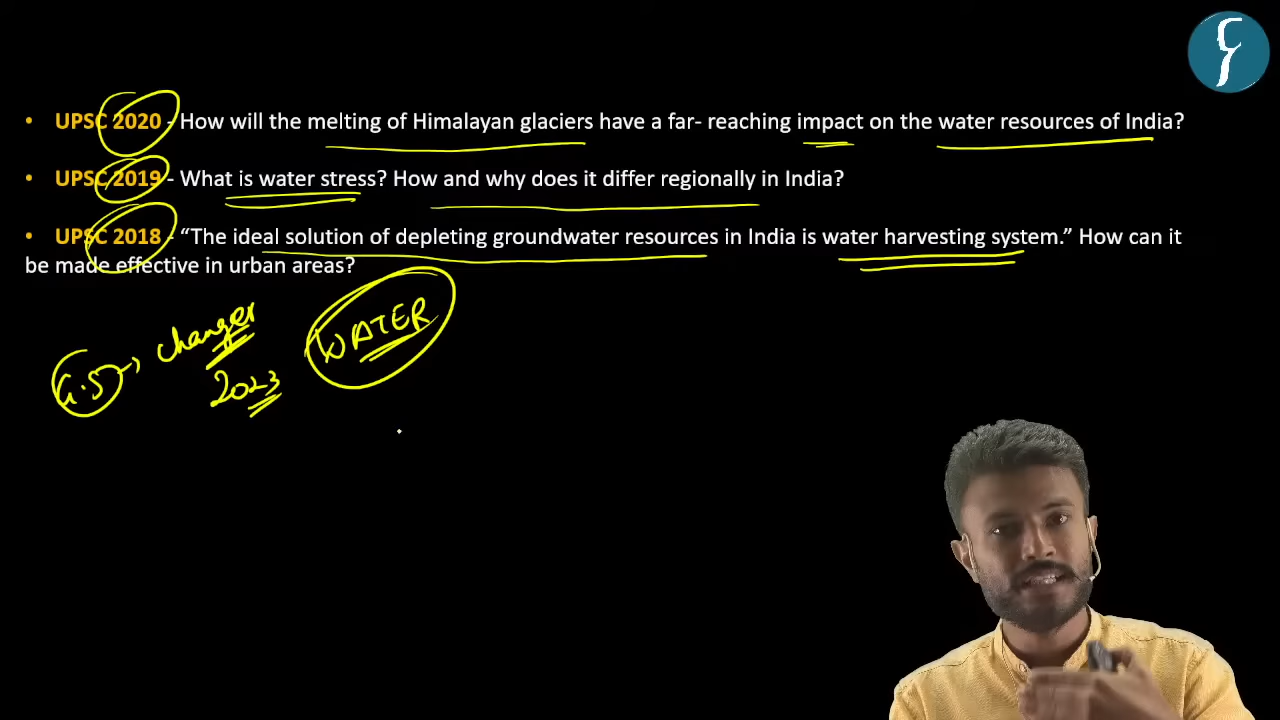 • UPSC 2020 - How will the melting of Himalayan glaciers have a far- reaching impact on the water resources of India?
• UPSC 2019 - What is water stress? How and why does it differ regionally in India?
• UPSC 2018 - “The ideal solution of depleting groundwater resources in India is water harvesting system.” How can it
be made effective in urban areas?
changer
WATER
2023